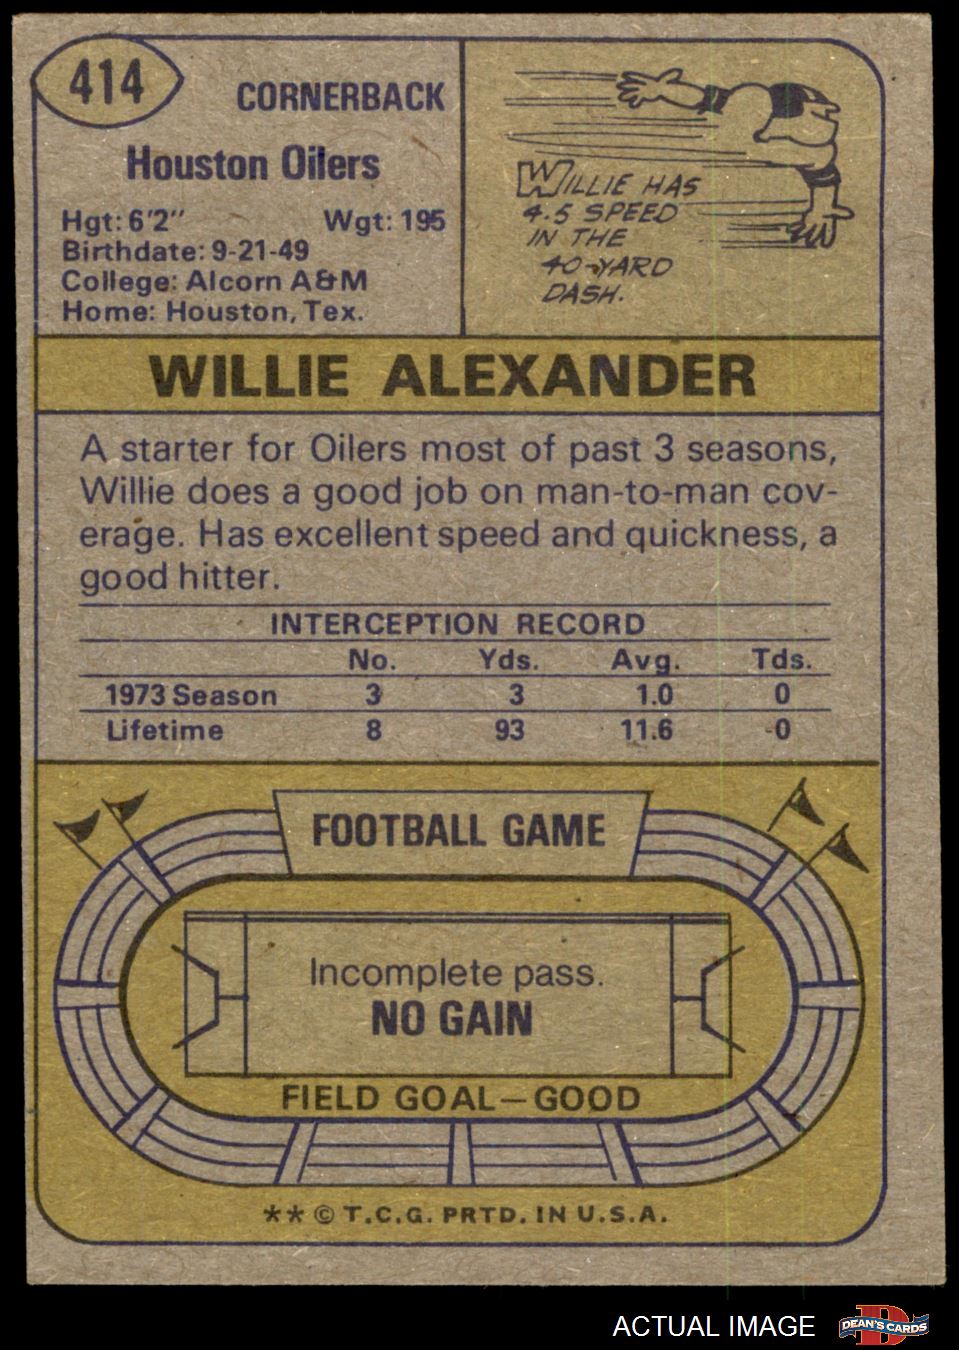 414
CORNERBACK
Houston Oilers
Hgt: 6'2" Wgt: 195
Birthdate: 9-21-49
College: Alcorn A&M
Home: Houston, Tex.
WILLIE HAS
4.5 SPEED
IN THE
40-YARD
DASH.
WILLIE ALEXANDER
A starter for Oilers most of past 3 seasons,
Willie does a good job on man-to-man cov-
erage. Has excellent speed and quickness, a
good hitter.
INTERCEPTION RECORD
No. Yds. Avg. Tds.
1973 Season 3 3 1.0 0
Lifetime 8 93 11.6 0
FOOTBALL GAME
Incomplete pass.
NO GAIN
FIELD GOAL—GOOD
** © T.C.G. PRTD. IN U.S.A.
ACTUAL IMAGE
D
DEAN'S CARDS